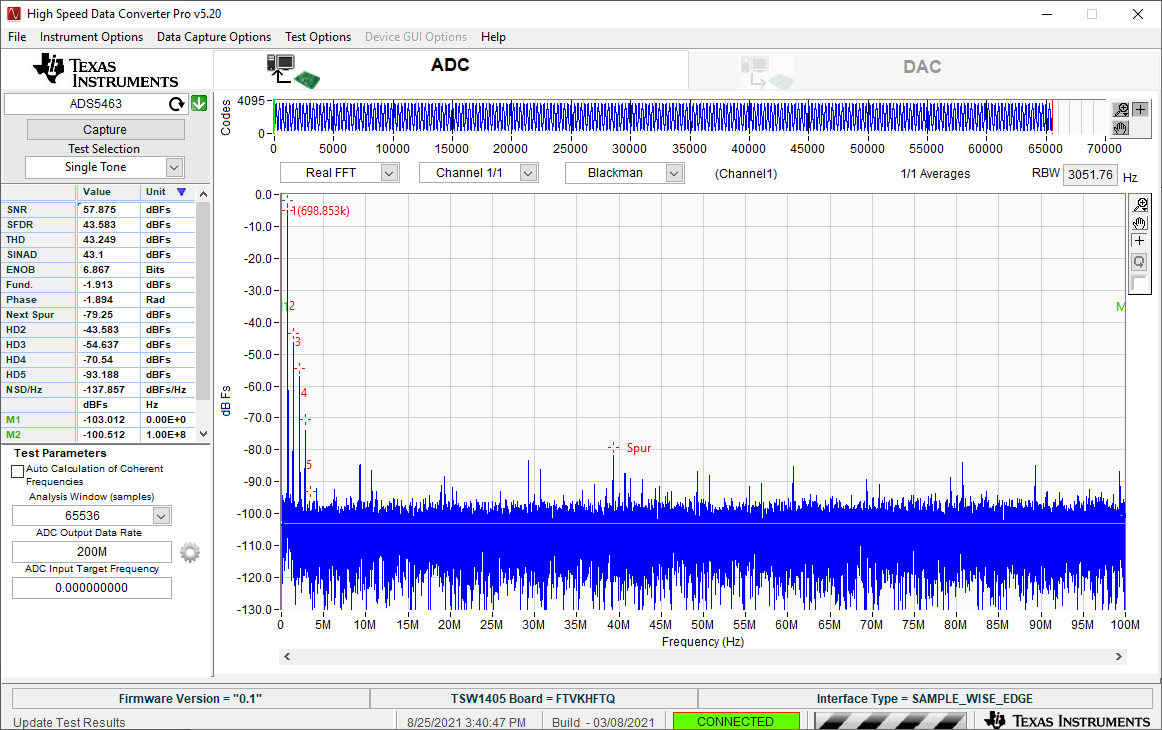 High Speed Data Converter Pro v5.20
File Instrument Options Data Capture Options Test Options Device GUI Options Help
TEXAS INSTRUMENTS
ADC
DAC
ADS5463
Capture
Test Selection
Single Tone
Value Unit
SNR 57.875 dBFs
SFDR 43.583 dBFs
THD 43.249 dBFs
SINAD 43.1 dBFs
ENOB 6.867 Bits
Fund. -1.913 dBFs
Phase -1.894 Rad
Next Spur -79.25 dBFs
HD2 -43.583 dBFs
HD3 -54.637 dBFs
HD4 -70.54 dBFs
HD5 -93.188 dBFs
NSD/Hz -137.857 dBFs/Hz
dBFs Hz
M1 -103.012 0.00E+0
M2 -100.512 1.00E+8
Test Parameters
Auto Calculation of Coherent
Frequencies
Analysis Window (samples)
65536
ADC Output Data Rate
200M
ADC Input Target Frequency
0.000000000
Codes
4095
0
0 5000 10000 15000 20000 25000 30000 35000 40000 45000 50000 55000 60000 65000 70000
Real FFT Channel 1/1 Blackman (Channel1) 1/1 Averages RBW 3051.76 Hz
dBFs
0.0
-10.0
-20.0
-30.0
-40.0
-50.0
-60.0
-70.0
-80.0
-90.0
-100.0
-110.0
-120.0
-130.0
1(698.853k)
2
3
4
5
Spur
M
0 5M 10M 15M 20M 25M 30M 35M 40M 45M 50M 55M 60M 65M 70M 75M 80M 85M 90M 95M 100M
Frequency (Hz)
Firmware Version = "0.1" TSW1405 Board = FTVKHFTQ Interface Type = SAMPLE_WISE_EDGE
Update Test Results 8/25/2021 3:40:47 PM Build - 03/08/2021 CONNECTED TEXAS INSTRUMENTS